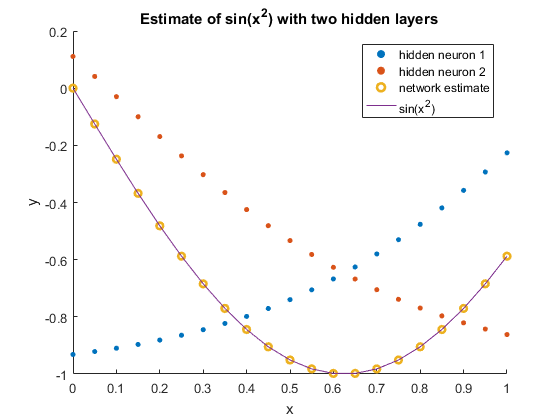 Estimate of sin(x²) with two hidden layers
hidden neuron 1
hidden neuron 2
network estimate
sin(x²)
0.2
0
-0.2
-0.4
-0.6
-0.8
-1
y
0 0.1 0.2 0.3 0.4 0.5 0.6 0.7 0.8 0.9 1
x